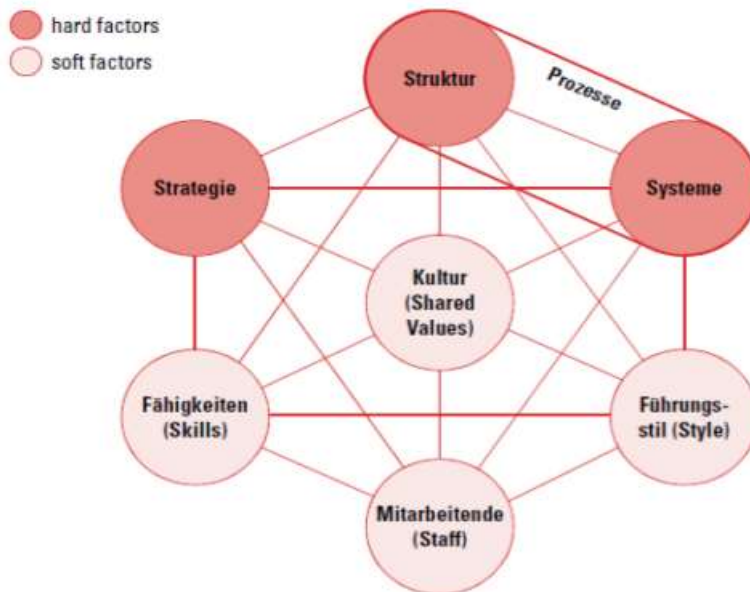 hard factors
soft factors
Struktur
Prozesse
Strategie
Systeme
Kultur
(Shared
Values)
Fähigkeiten
(Skills)
Führungs-
stil (Style)
Mitarbeitende
(Staff)